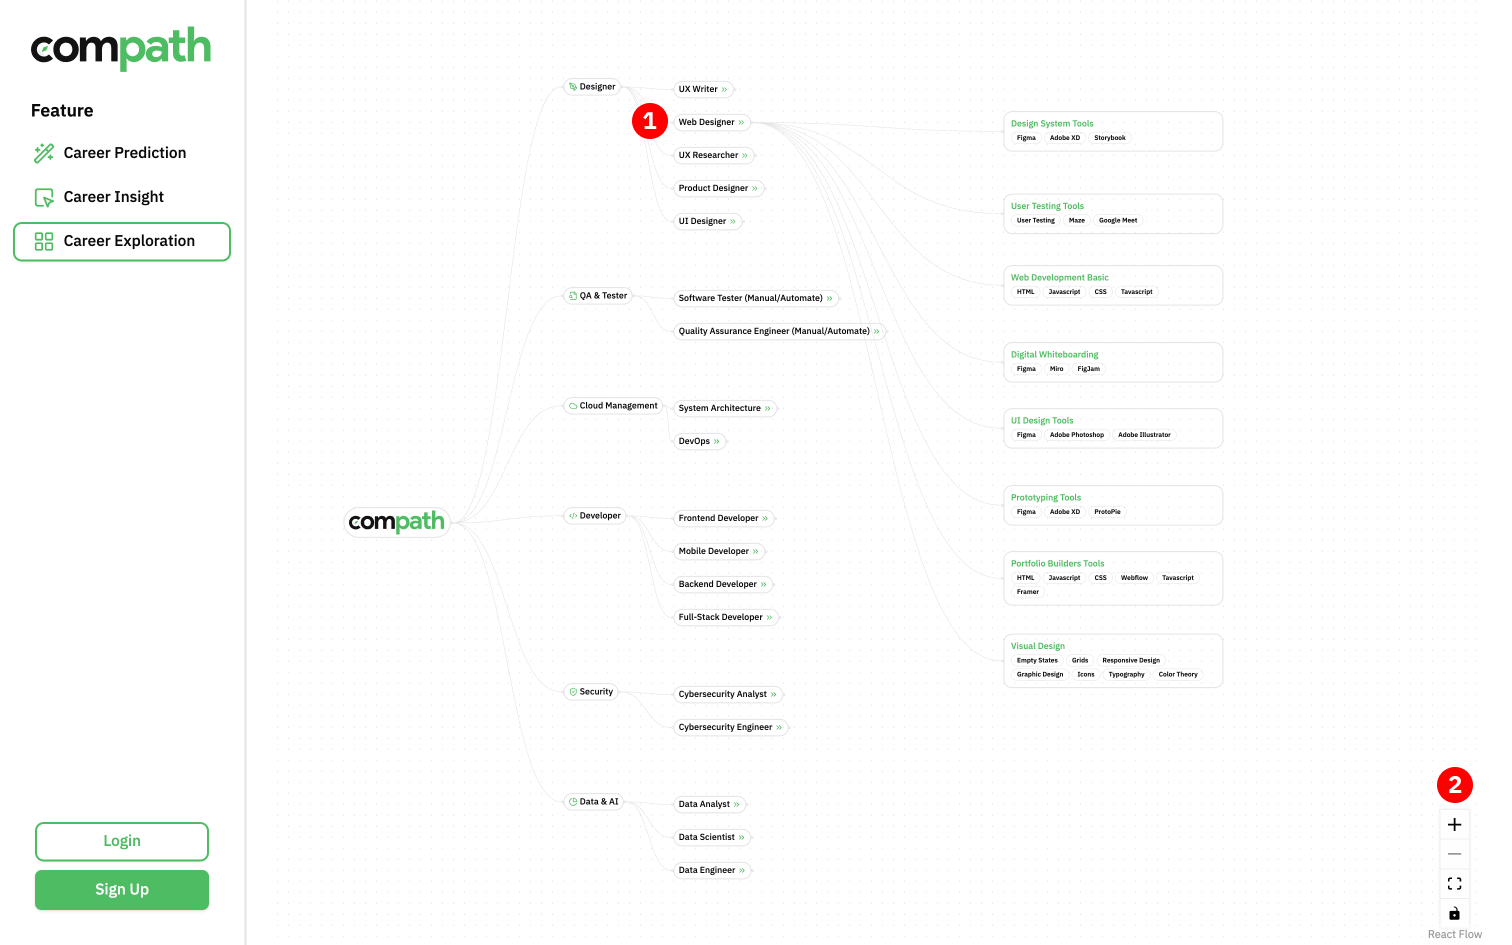 compath
Feature
Career Prediction
Career Insight
Career Exploration
Login
Sign Up
compath
Designer
UX Writer »
1
Web Designer »
UX Researcher »
Product Designer »
UI Designer »
QA & Tester
Software Tester (Manual/Automate) »
Quality Assurance Engineer (Manual/Automate) »
Cloud Management
System Architecture »
DevOps »
</> Developer
Frontend Developer »
Mobile Developer »
Backend Developer »
Full-Stack Developer »
Security
Cybersecurity Analyst »
Cybersecurity Engineer »
Data & AI
Data Analyst »
Data Scientist »
Data Engineer »
Design System Tools
Figma Adobe XD Storybook
User Testing Tools
User Testing Maze Google Meet
Web Development Basic
HTML Javascript CSS Tavascript
Digital Whiteboarding
Figma Miro FigJam
UI Design Tools
Figma Adobe Photoshop Adobe Illustrator
Prototyping Tools
Figma Adobe XD ProtoPie
Portfolio Builders Tools
HTML Javascript CSS Webflow Tavascript
Framer
Visual Design
Empty States Grids Responsive Design
Graphic Design Icons Typography Color Theory
2
React Flow